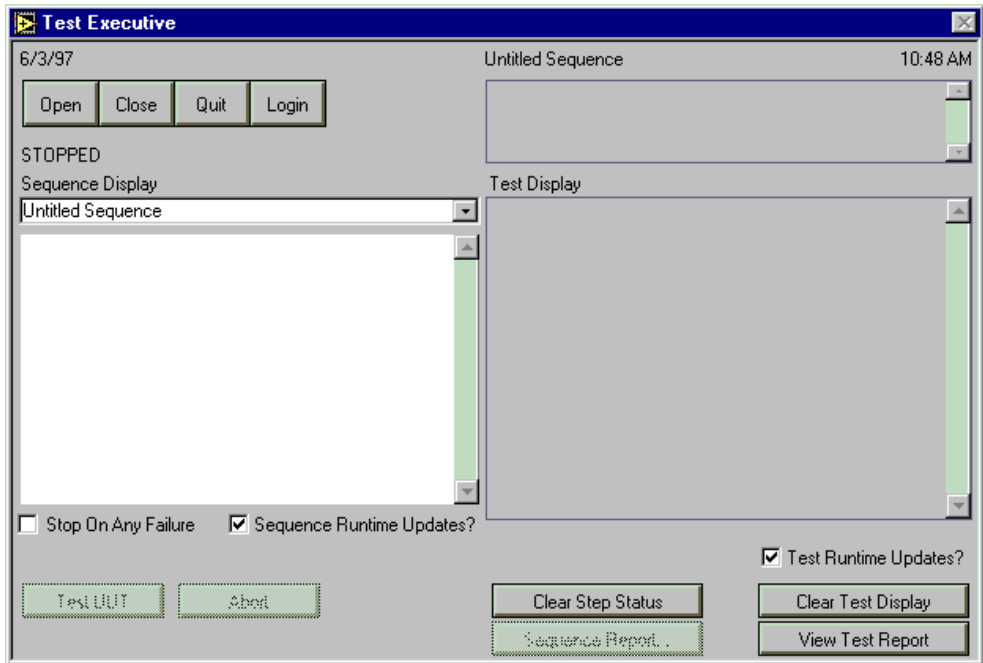 Test Executive
6/3/97
Untitled Sequence
10:48 AM
Open Close Quit Login
STOPPED
Sequence Display
Untitled Sequence
Test Display
Stop On Any Failure
Sequence Runtime Updates?
Test Runtime Updates?
Test UUT
Abort
Clear Step Status
Clear Test Display
Sequence Report...
View Test Report